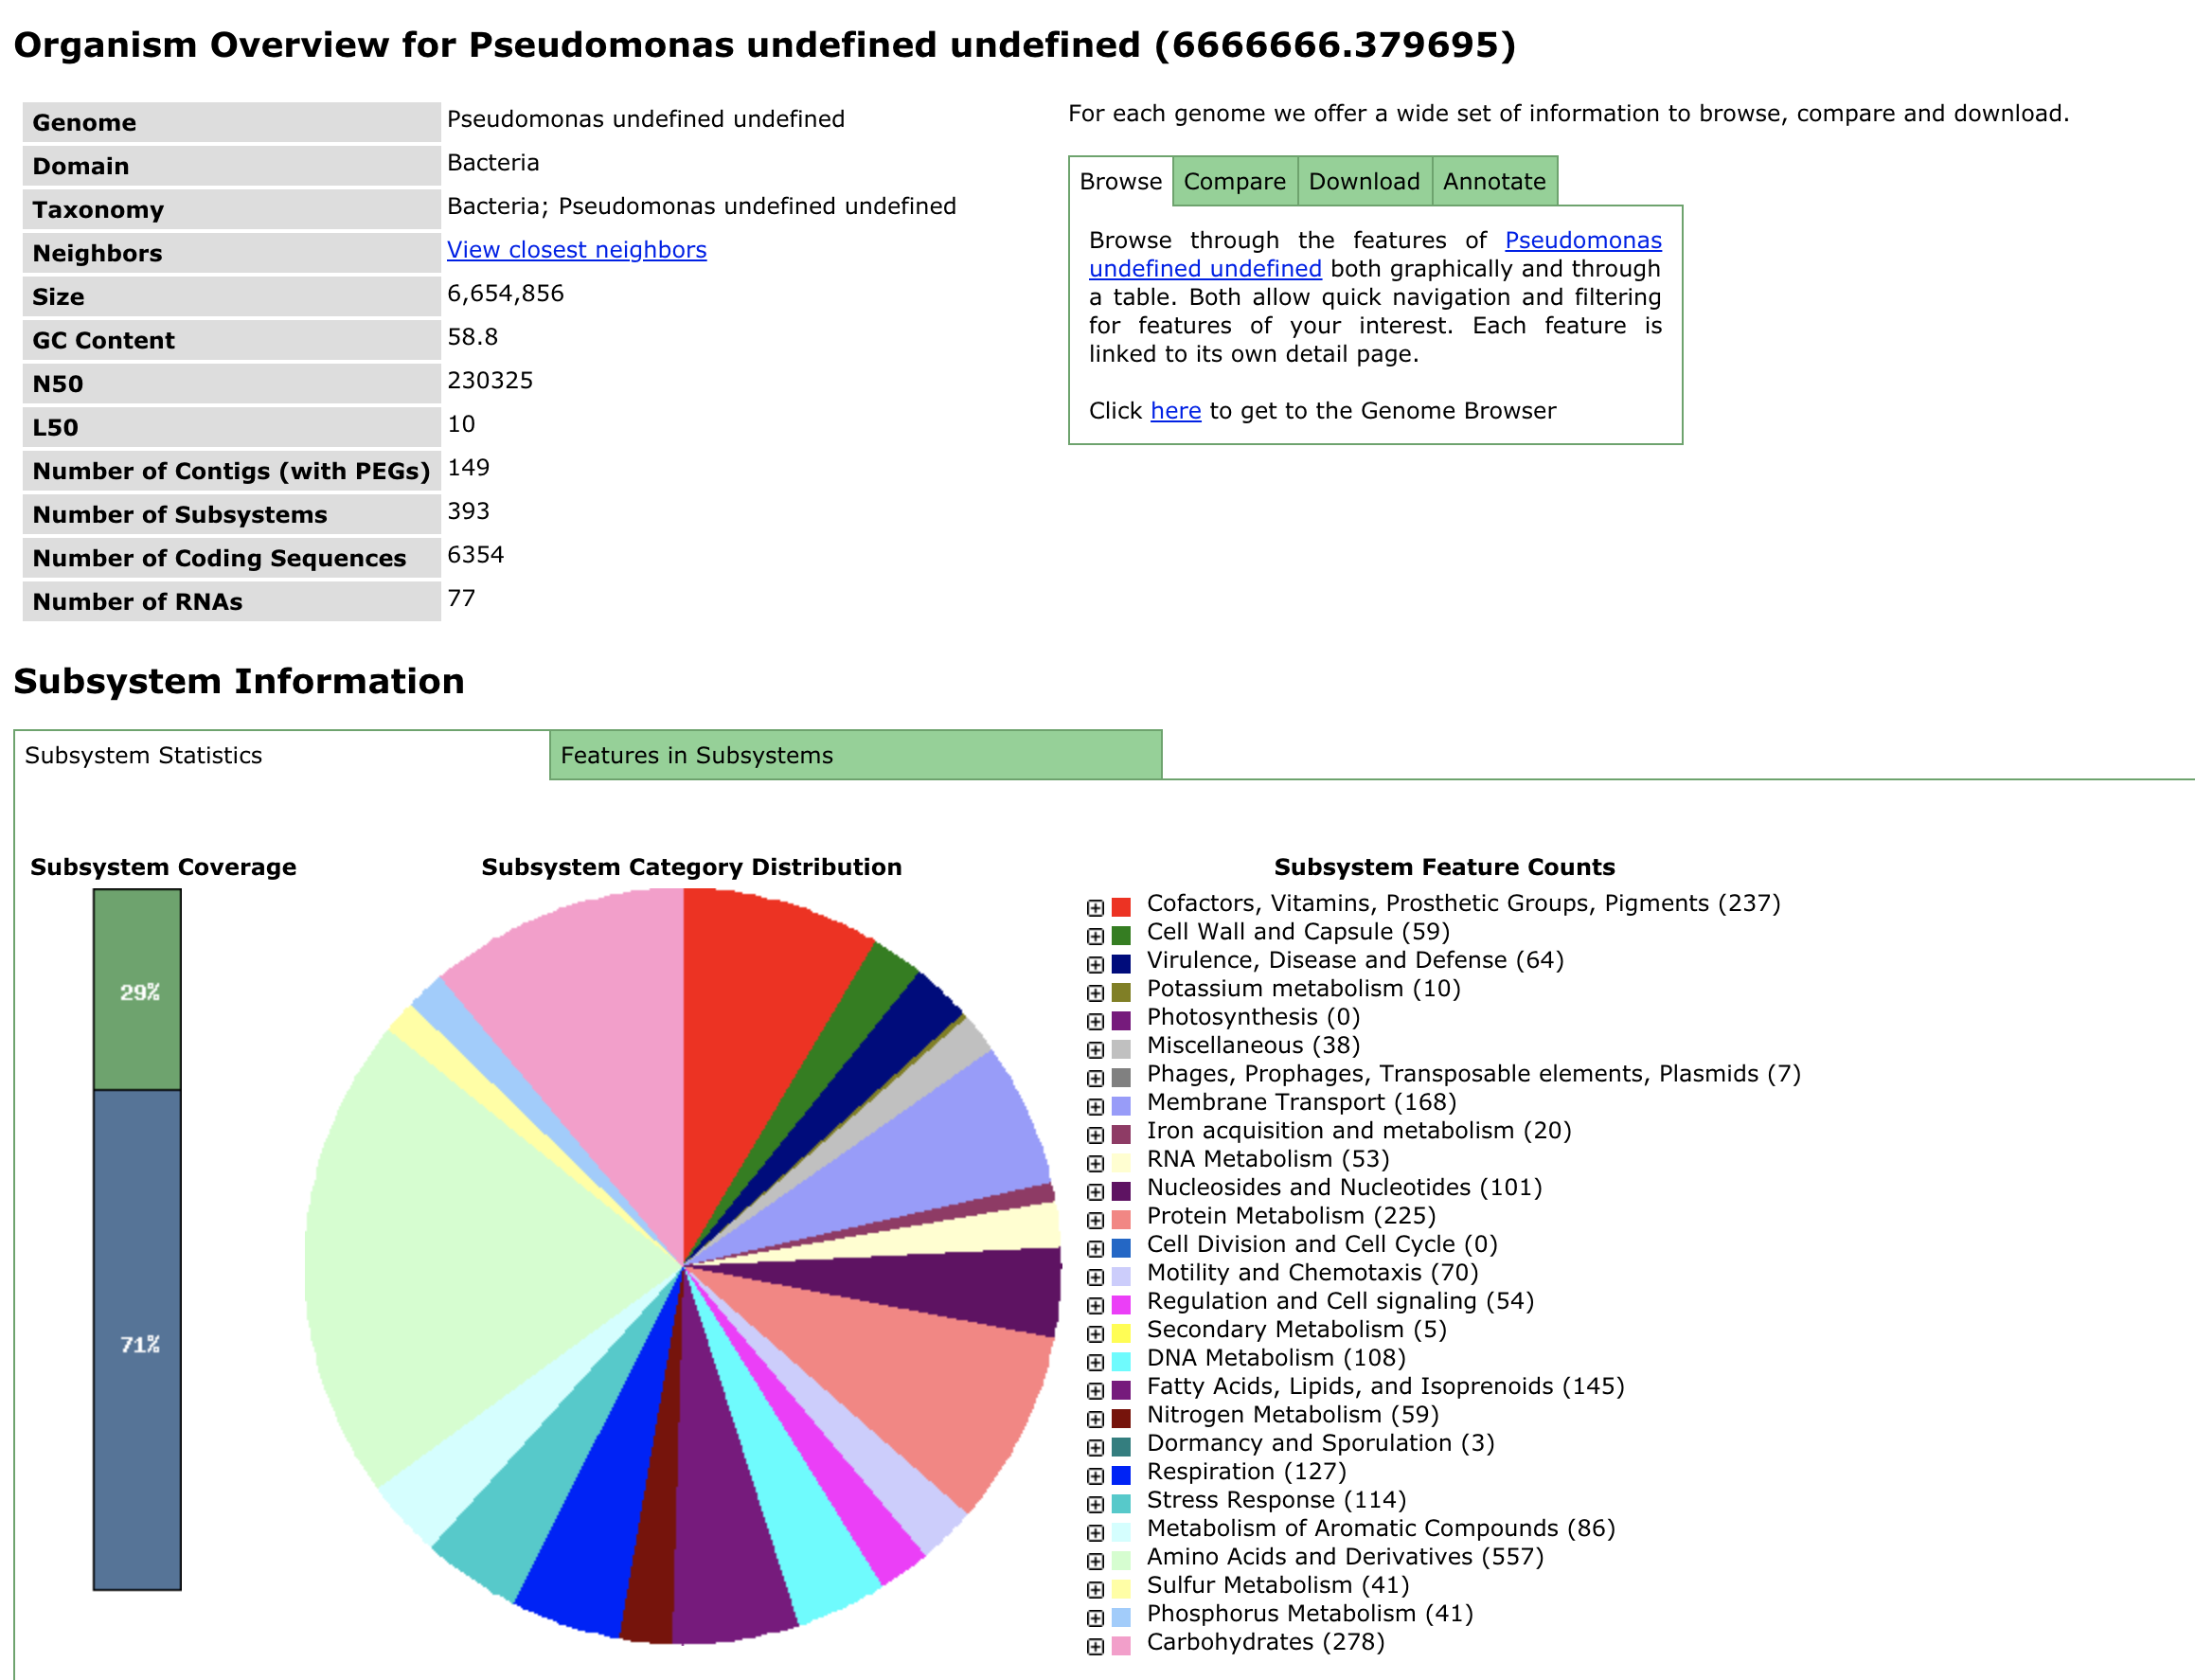 Organism Overview for Pseudomonas undefined undefined (6666666.379695)
Genome Pseudomonas undefined undefined
Domain Bacteria
Taxonomy Bacteria; Pseudomonas undefined undefined
Neighbors View closest neighbors
Size 6,654,856
GC Content 58.8
N50 230325
L50 10
Number of Contigs (with PEGs) 149
Number of Subsystems 393
Number of Coding Sequences 6354
Number of RNAs 77
For each genome we offer a wide set of information to browse, compare and download.
Browse Compare Download Annotate
Browse through the features of Pseudomonas
undefined undefined both graphically and through
a table. Both allow quick navigation and filtering
for features of your interest. Each feature is
linked to its own detail page.
Click here to get to the Genome Browser
Subsystem Information
Subsystem Statistics Features in Subsystems
Subsystem Coverage
29%
71%
Subsystem Category Distribution
Subsystem Feature Counts
Cofactors, Vitamins, Prosthetic Groups, Pigments (237)
Cell Wall and Capsule (59)
Virulence, Disease and Defense (64)
Potassium metabolism (10)
Photosynthesis (0)
Miscellaneous (38)
Phages, Prophages, Transposable elements, Plasmids (7)
Membrane Transport (168)
Iron acquisition and metabolism (20)
RNA Metabolism (53)
Nucleosides and Nucleotides (101)
Protein Metabolism (225)
Cell Division and Cell Cycle (0)
Motility and Chemotaxis (70)
Regulation and Cell signaling (54)
Secondary Metabolism (5)
DNA Metabolism (108)
Fatty Acids, Lipids, and Isoprenoids (145)
Nitrogen Metabolism (59)
Dormancy and Sporulation (3)
Respiration (127)
Stress Response (114)
Metabolism of Aromatic Compounds (86)
Amino Acids and Derivatives (557)
Sulfur Metabolism (41)
Phosphorus Metabolism (41)
Carbohydrates (278)